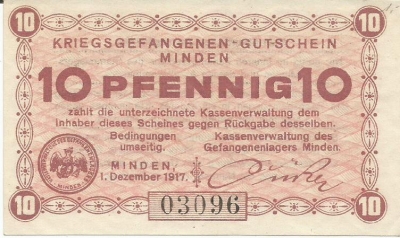 10 10
KRIEGSGEFANGENEN-GUTSCHEIN
MINDEN
10 PFENNIG 10
zahlt die unterzeichnete Kassenverwaltung dem
Inhaber dieses Scheines gegen Rückgabe desselben.
Bedingungen Kassenverwaltung des
umseitig. Gefangenenlagers Minden.
MINDEN,
1. Dezember 1917.
03096
10 10